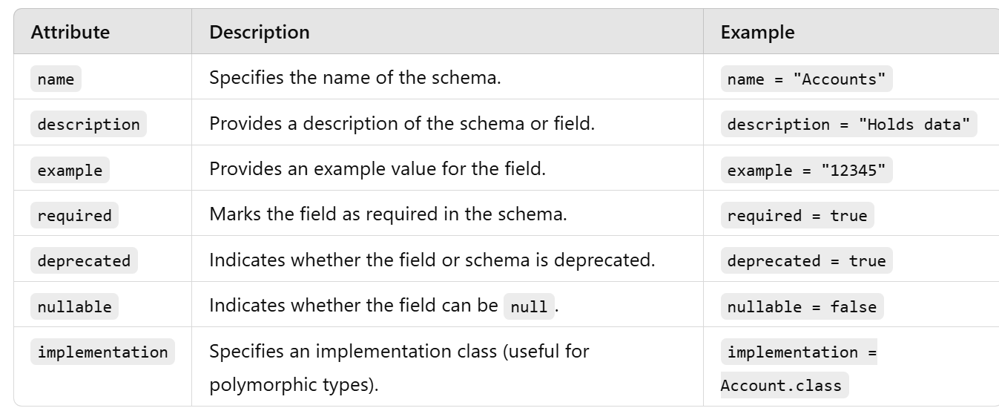 Attribute Description Example
name Specifies the name of the schema. name = "Accounts"
description Provides a description of the schema or field. description = "Holds data"
example Provides an example value for the field. example = "12345"
required Marks the field as required in the schema. required = true
deprecated Indicates whether the field or schema is deprecated. deprecated = true
nullable Indicates whether the field can be null. nullable = false
implementation Specifies an implementation class (useful for implementation =
polymorphic types). Account.class